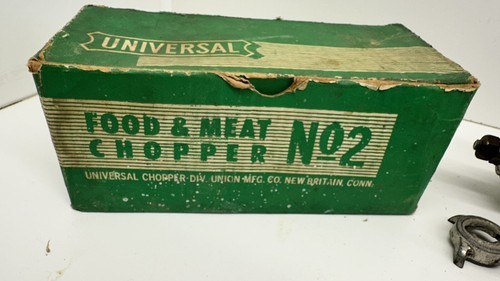 UNIVERSAL
FOOD & MEAT
CHOPPER Nº2
UNIVERSAL CHOPPER DIV. UNION MFG. CO. NEW BRITAIN, CONN.